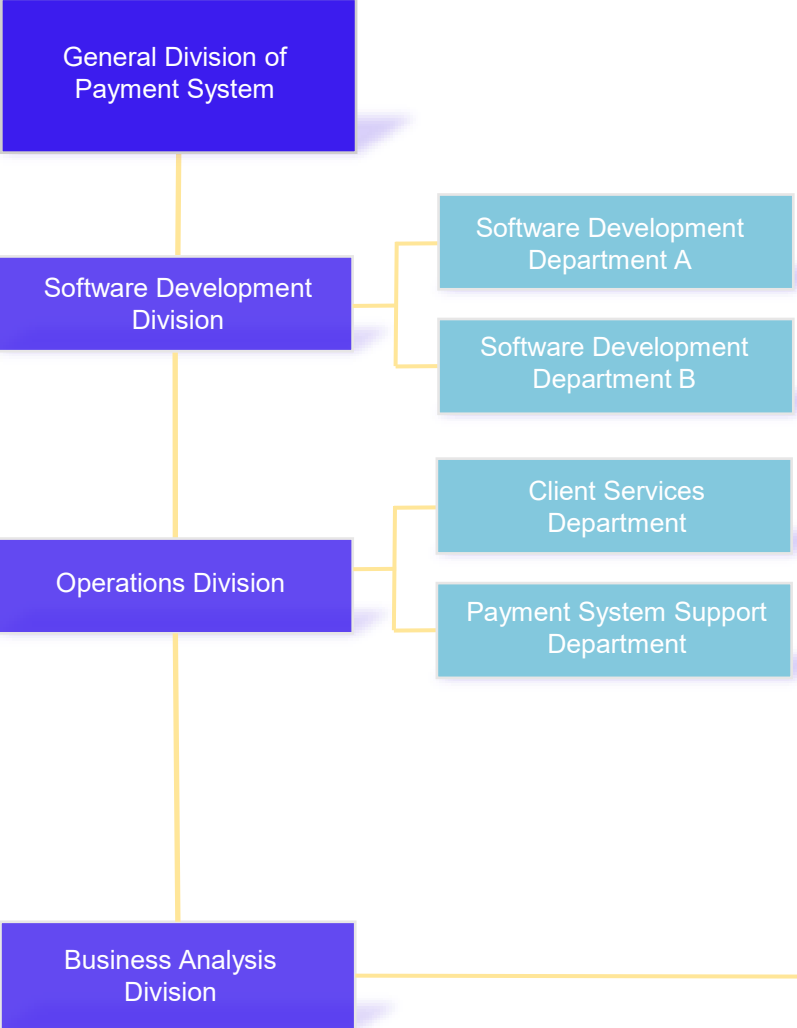 General Division of
Payment System
Software Development
Division
Software Development
Department A
Software Development
Department B
Operations Division
Client Services
Department
Payment System Support
Department
Business Analysis
Division